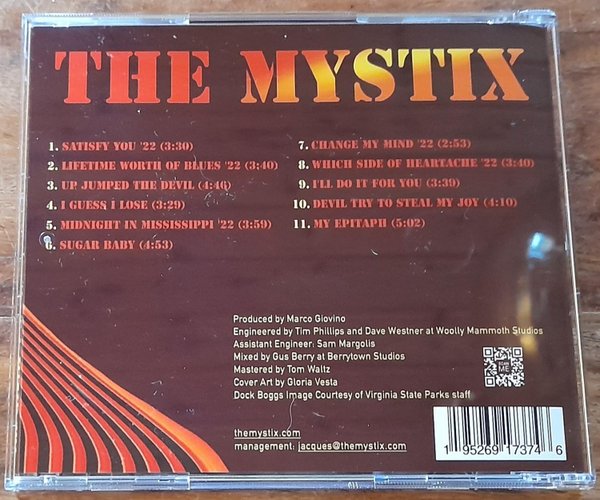 THE MYSTIX
1. SATISFY YOU '22 (3:30)
2. LIFETIME WORTH OF BLUES '22 (3:40)
3. UP JUMPED THE DEVIL (4:46)
4. I GUESS I LOSE (3:29)
5. MIDNIGHT IN MISSISSIPPI '22 (3:59)
6. SUGAR BABY (4:53)
7. CHANGE MY MIND '22 (2:53)
8. WHICH SIDE OF HEARTACHE '22 (3:40)
9. I'LL DO IT FOR YOU (3:39)
10. DEVIL TRY TO STEAL MY JOY (4:10)
11. MY EPITAPH (5:02)
Produced by Marco Giovino
Engineered by Tim Phillips and Dave Westner at Woolly Mammoth Studios
Assistant Engineer: Sam Margolis
Mixed by Gus Berry at Berrytown Studios
Mastered by Tom Waltz
Cover Art by Gloria Vesta
Dock Boggs Image Courtesy of Virginia State Parks staff
SCAN
ME
themystix.com
management: jacques@themystix.com
1 95269 17374 6